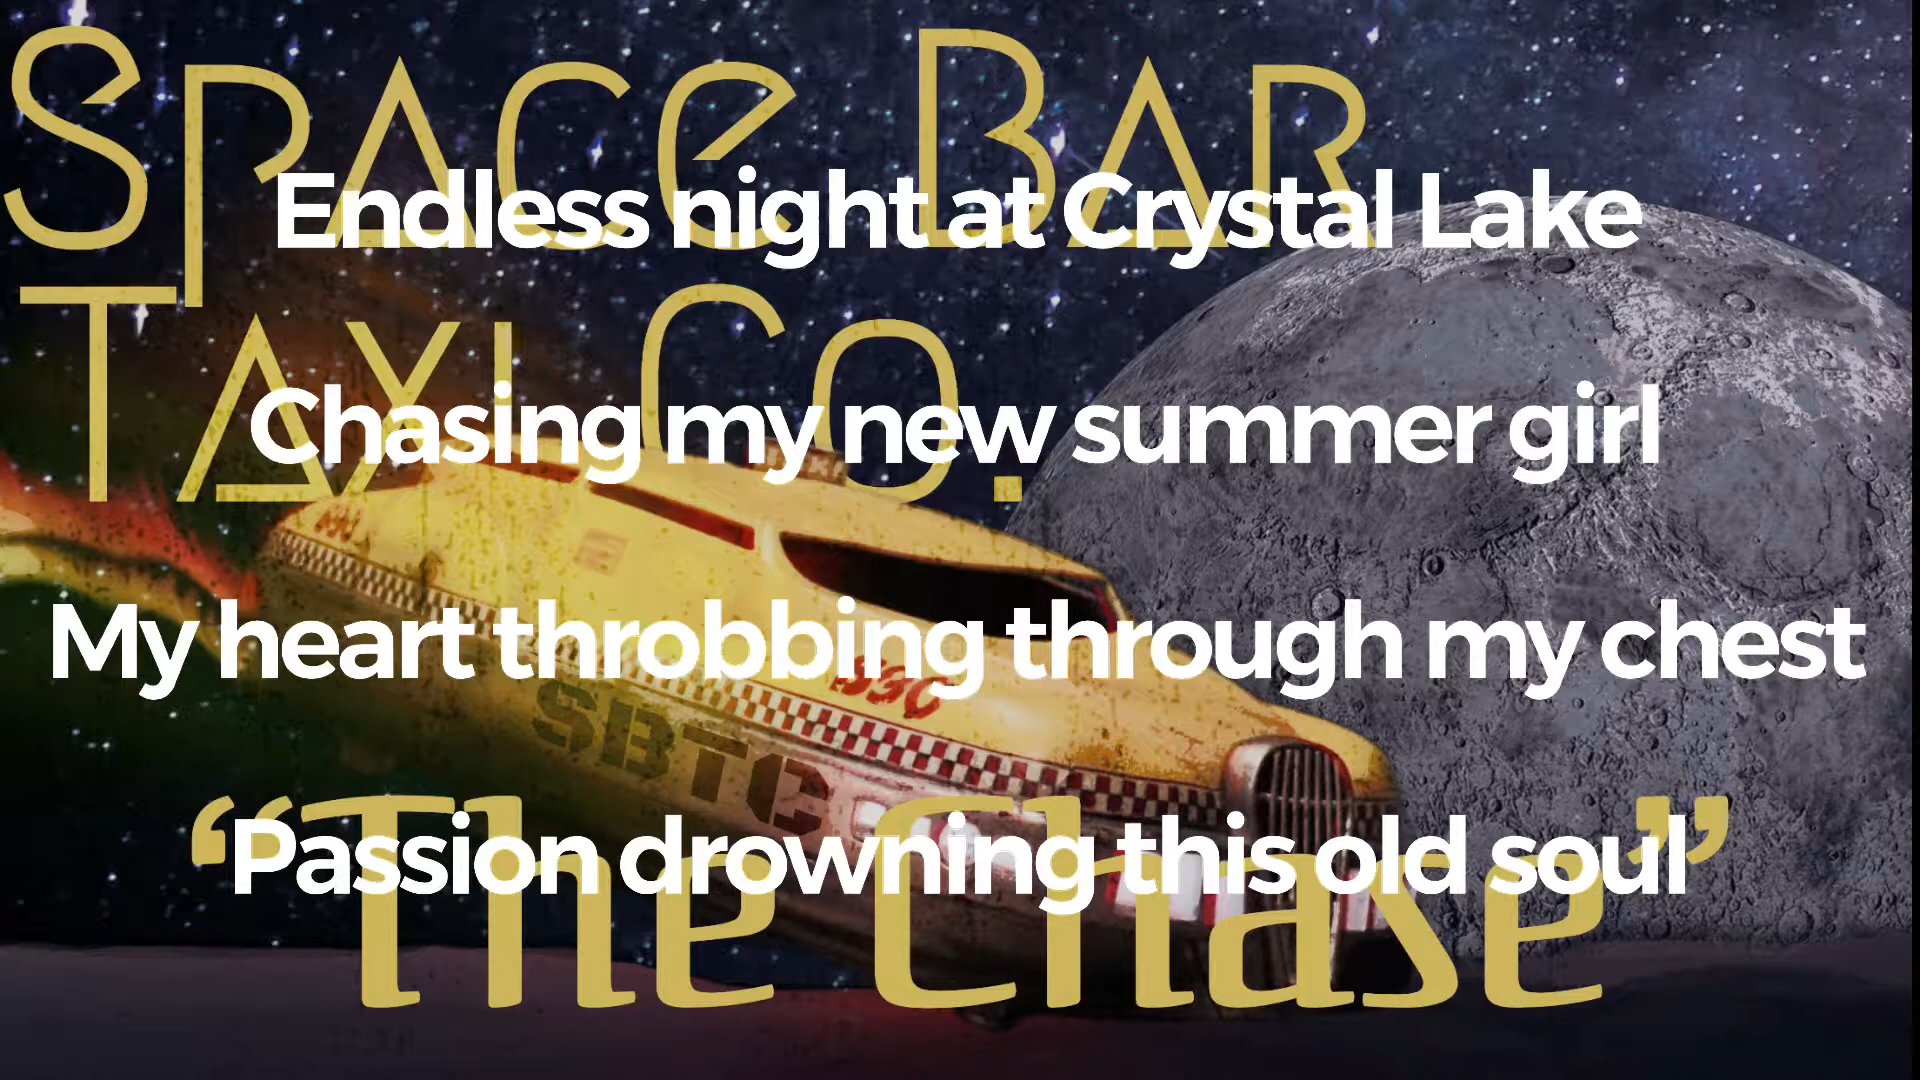 Space Bar
Endless night at Crystal Lake
Taxi Co.
Chasing my new summer girl
My heart throbbing through my chest
SBTC
"The Chase"
Passion drowning this old soul